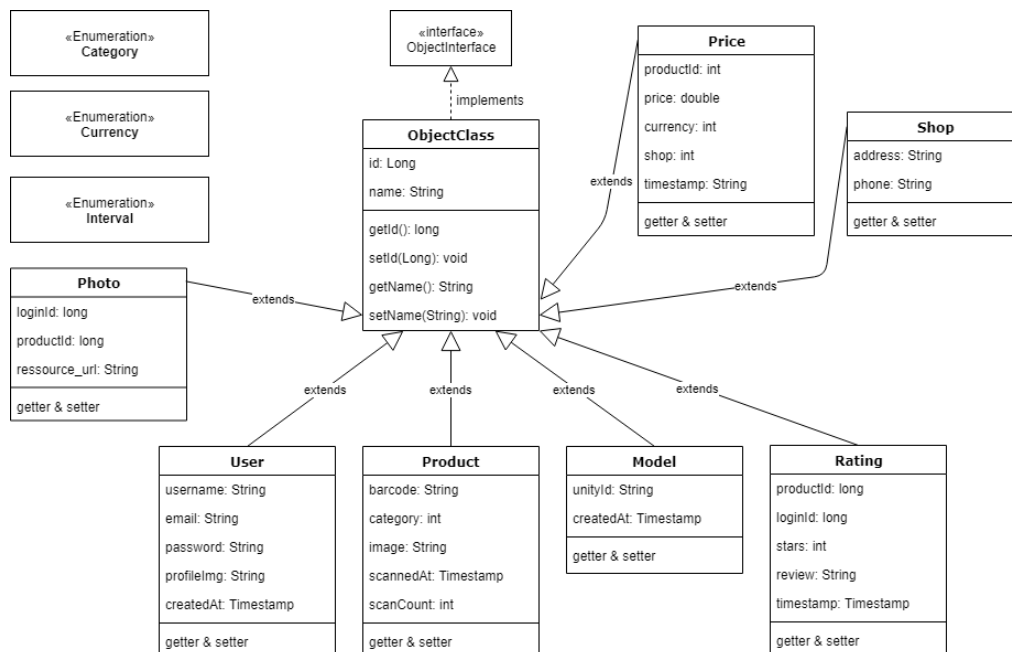 «Enumeration»
Category
«Enumeration»
Currency
«Enumeration»
Interval
«interface»
ObjectInterface
implements
ObjectClass
id: Long
name: String
getId(): long
setId(Long): void
getName(): String
setName(String): void
Price
productId: int
price: double
currency: int
shop: int
timestamp: String
getter & setter
extends
Shop
address: String
phone: String
getter & setter
extends
Photo
loginId: long
productId: long
ressource_url: String
getter & setter
extends
extends
extends
extends
extends
User
username: String
email: String
password: String
profileImg: String
createdAt: Timestamp
getter & setter
Product
barcode: String
category: int
image: String
scannedAt: Timestamp
scanCount: int
getter & setter
Model
unityId: String
createdAt: Timestamp
getter & setter
Rating
productId: long
loginId: long
stars: int
review: String
timestamp: Timestamp
getter & setter